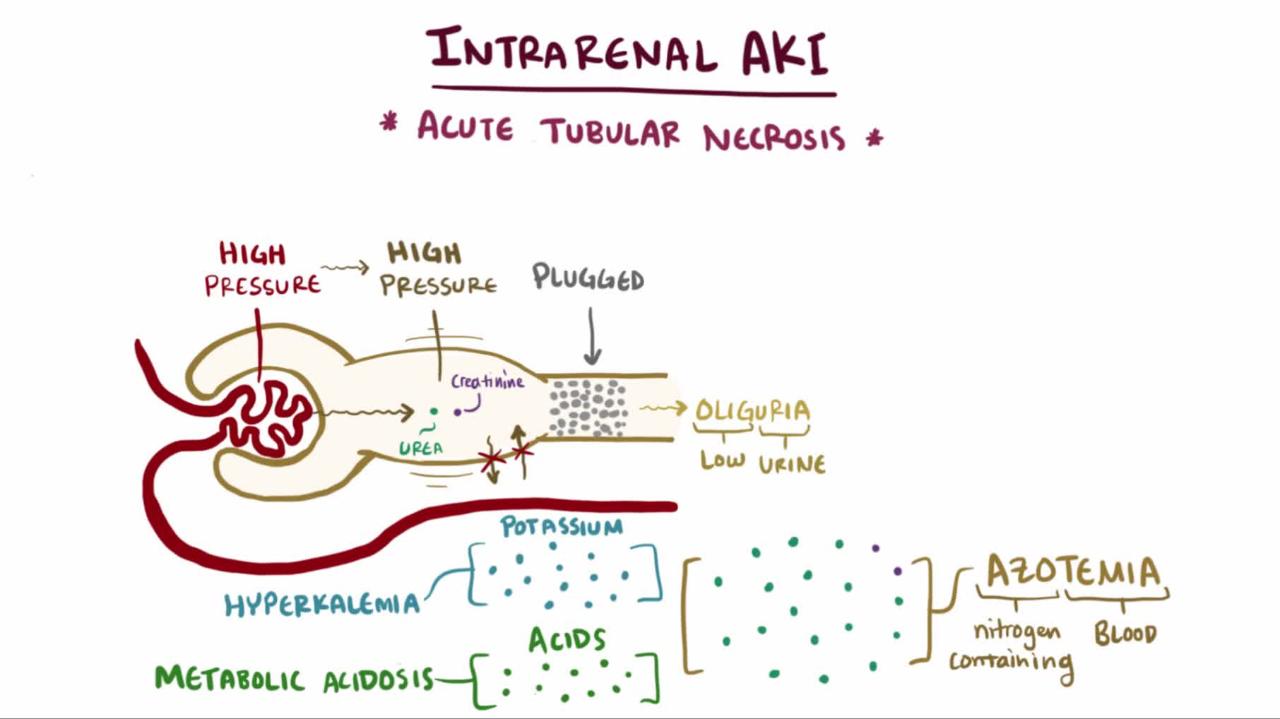 INTRARENAL AKI
* ACUTE TUBULAR NECROSIS *
HIGH
PRESSURE
HIGH
PRESSURE
PLUGGED
Creatinine
UREA
OLIGURIA
LOW URINE
POTASSIUM
HYPERKALEMIA
ACIDS
METABOLIC ACIDOSIS
AZOTEMIA
nitrogen
containing
BLOOD